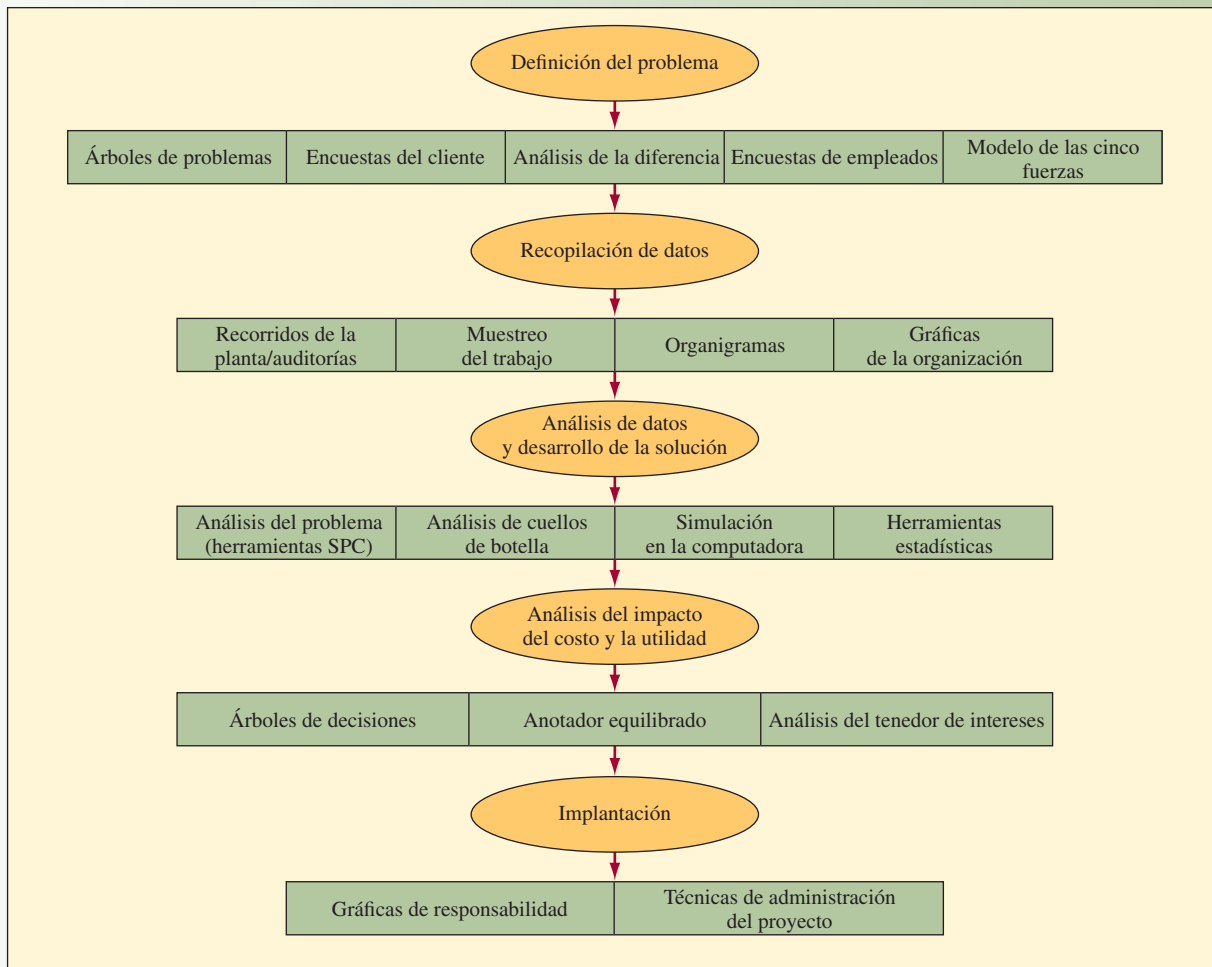 Definición del problema
Árboles de problemas
Encuestas del cliente
Análisis de la diferencia
Encuestas de empleados
Modelo de las cinco
fuerzas
Recopilación de datos
Recorridos de la
planta/auditorías
Muestreo
del trabajo
Organigramas
Gráficas
de la organización
Análisis de datos
y desarrollo de la solución
Análisis del problema
(herramientas SPC)
Análisis de cuellos
de botella
Simulación
en la computadora
Herramientas
estadísticas
Análisis del impacto
del costo y la utilidad
Árboles de decisiones
Anotador equilibrado
Análisis del tenedor de intereses
Implantación
Gráficas de responsabilidad
Técnicas de administración
del proyecto